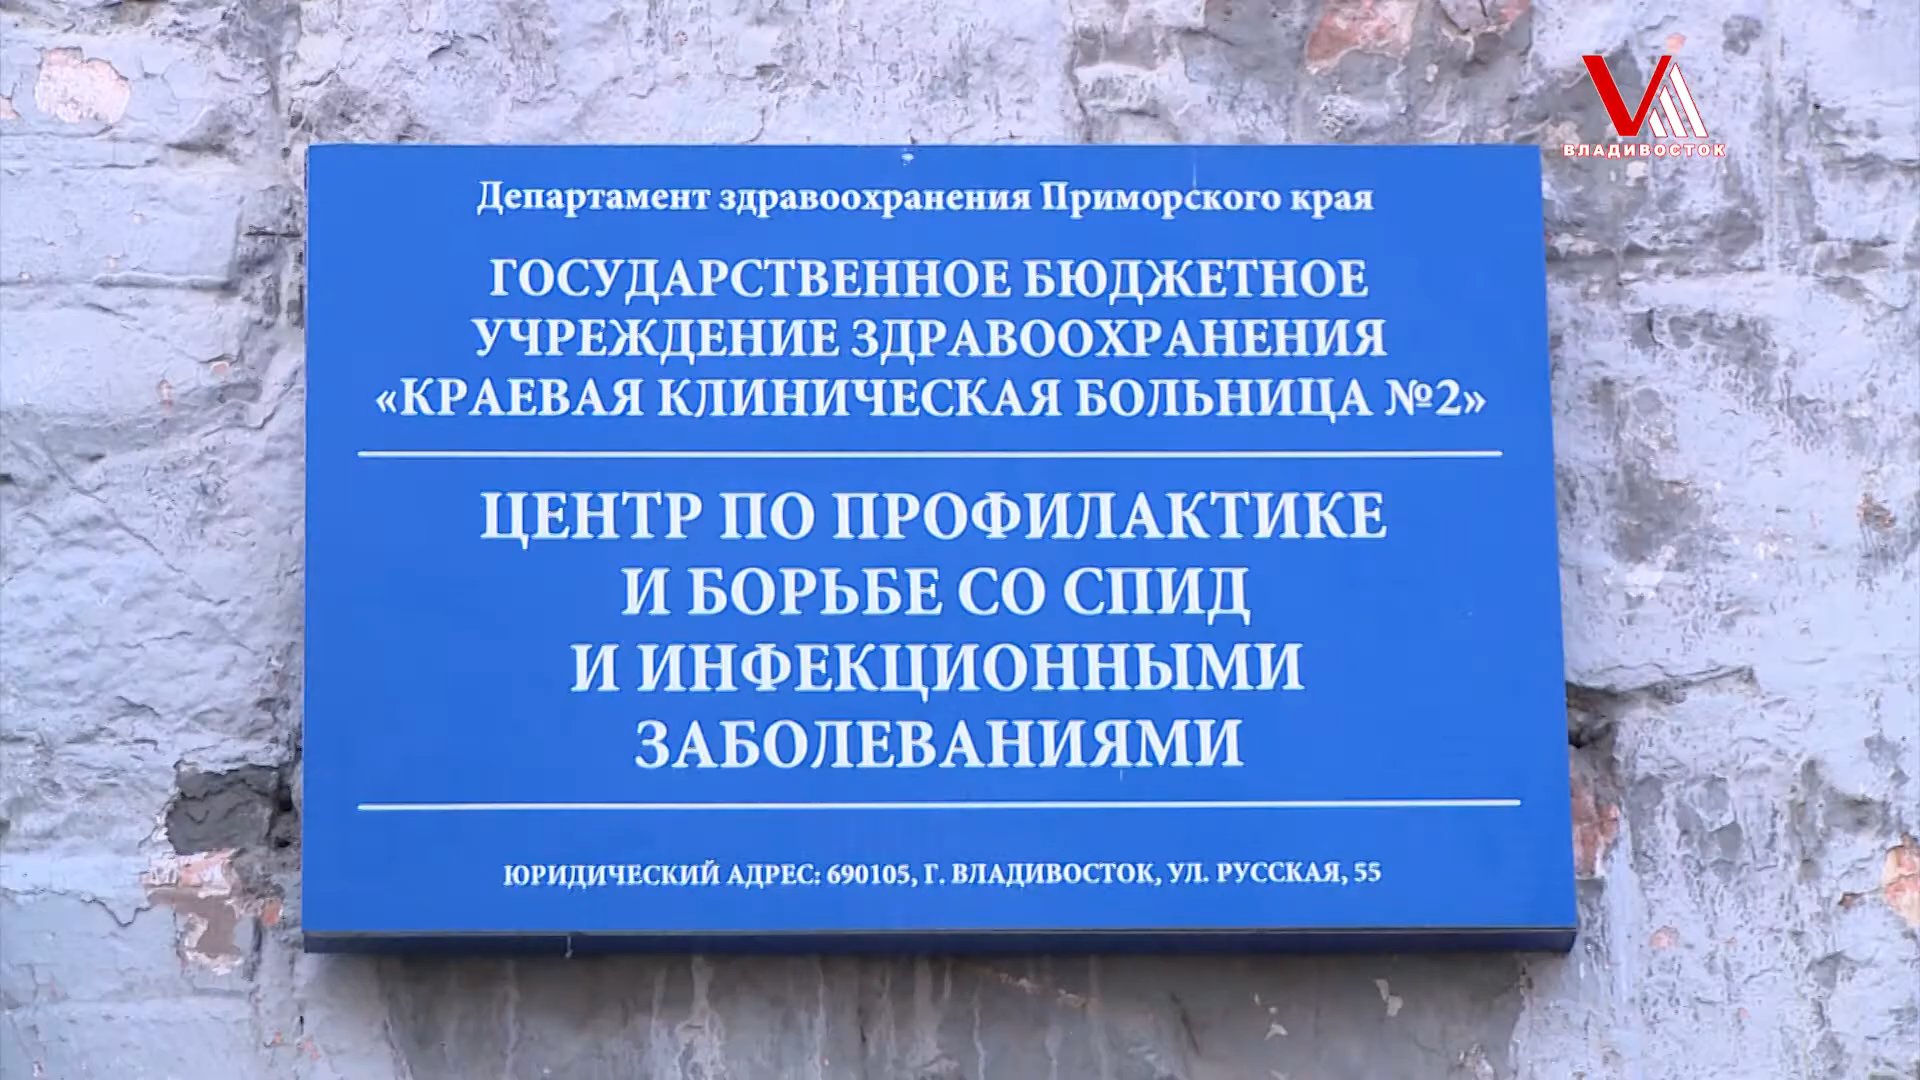 ВЛАДИВОСТОК
Департамент здравоохранения Приморского края
ГОСУДАРСТВЕННОЕ БЮДЖЕТНОЕ
УЧРЕЖДЕНИЕ ЗДРАВООХРАНЕНИЯ
«КРАЕВАЯ КЛИНИЧЕСКАЯ БОЛЬНИЦА №2»
ЦЕНТР ПО ПРОФИЛАКТИКЕ
И БОРЬБЕ СО СПИД
И ИНФЕКЦИОННЫМИ
ЗАБОЛЕВАНИЯМИ
ЮРИДИЧЕСКИЙ АДРЕС: 690105, Г. ВЛАДИВОСТОК, УЛ. РУССКАЯ, 55